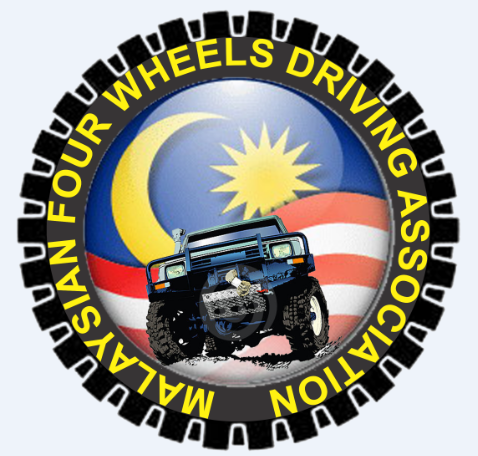 MALAYSIAN FOUR WHEELS DRIVING ASSOCIATION